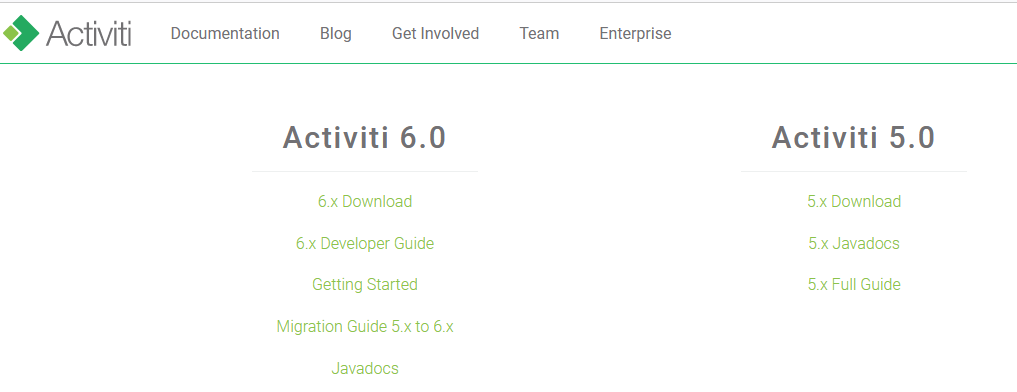 Activiti Documentation Blog Get Involved Team Enterprise
Activiti 6.0
6.x Download
6.x Developer Guide
Getting Started
Migration Guide 5.x to 6.x
Javadocs
Activiti 5.0
5.x Download
5.x Javadocs
5.x Full Guide